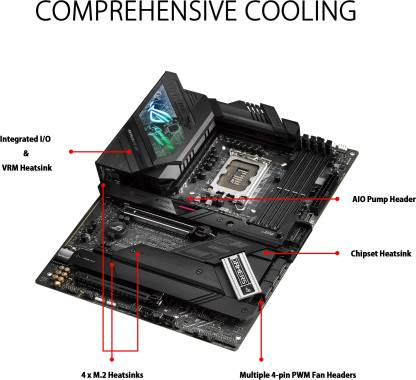 COMPREHENSIVE COOLING
Integrated I/O
&
VRM Heatsink
AIO Pump Header
Chipset Heatsink
4 x M.2 Heatsinks
Multiple 4-pin PWM Fan Headers